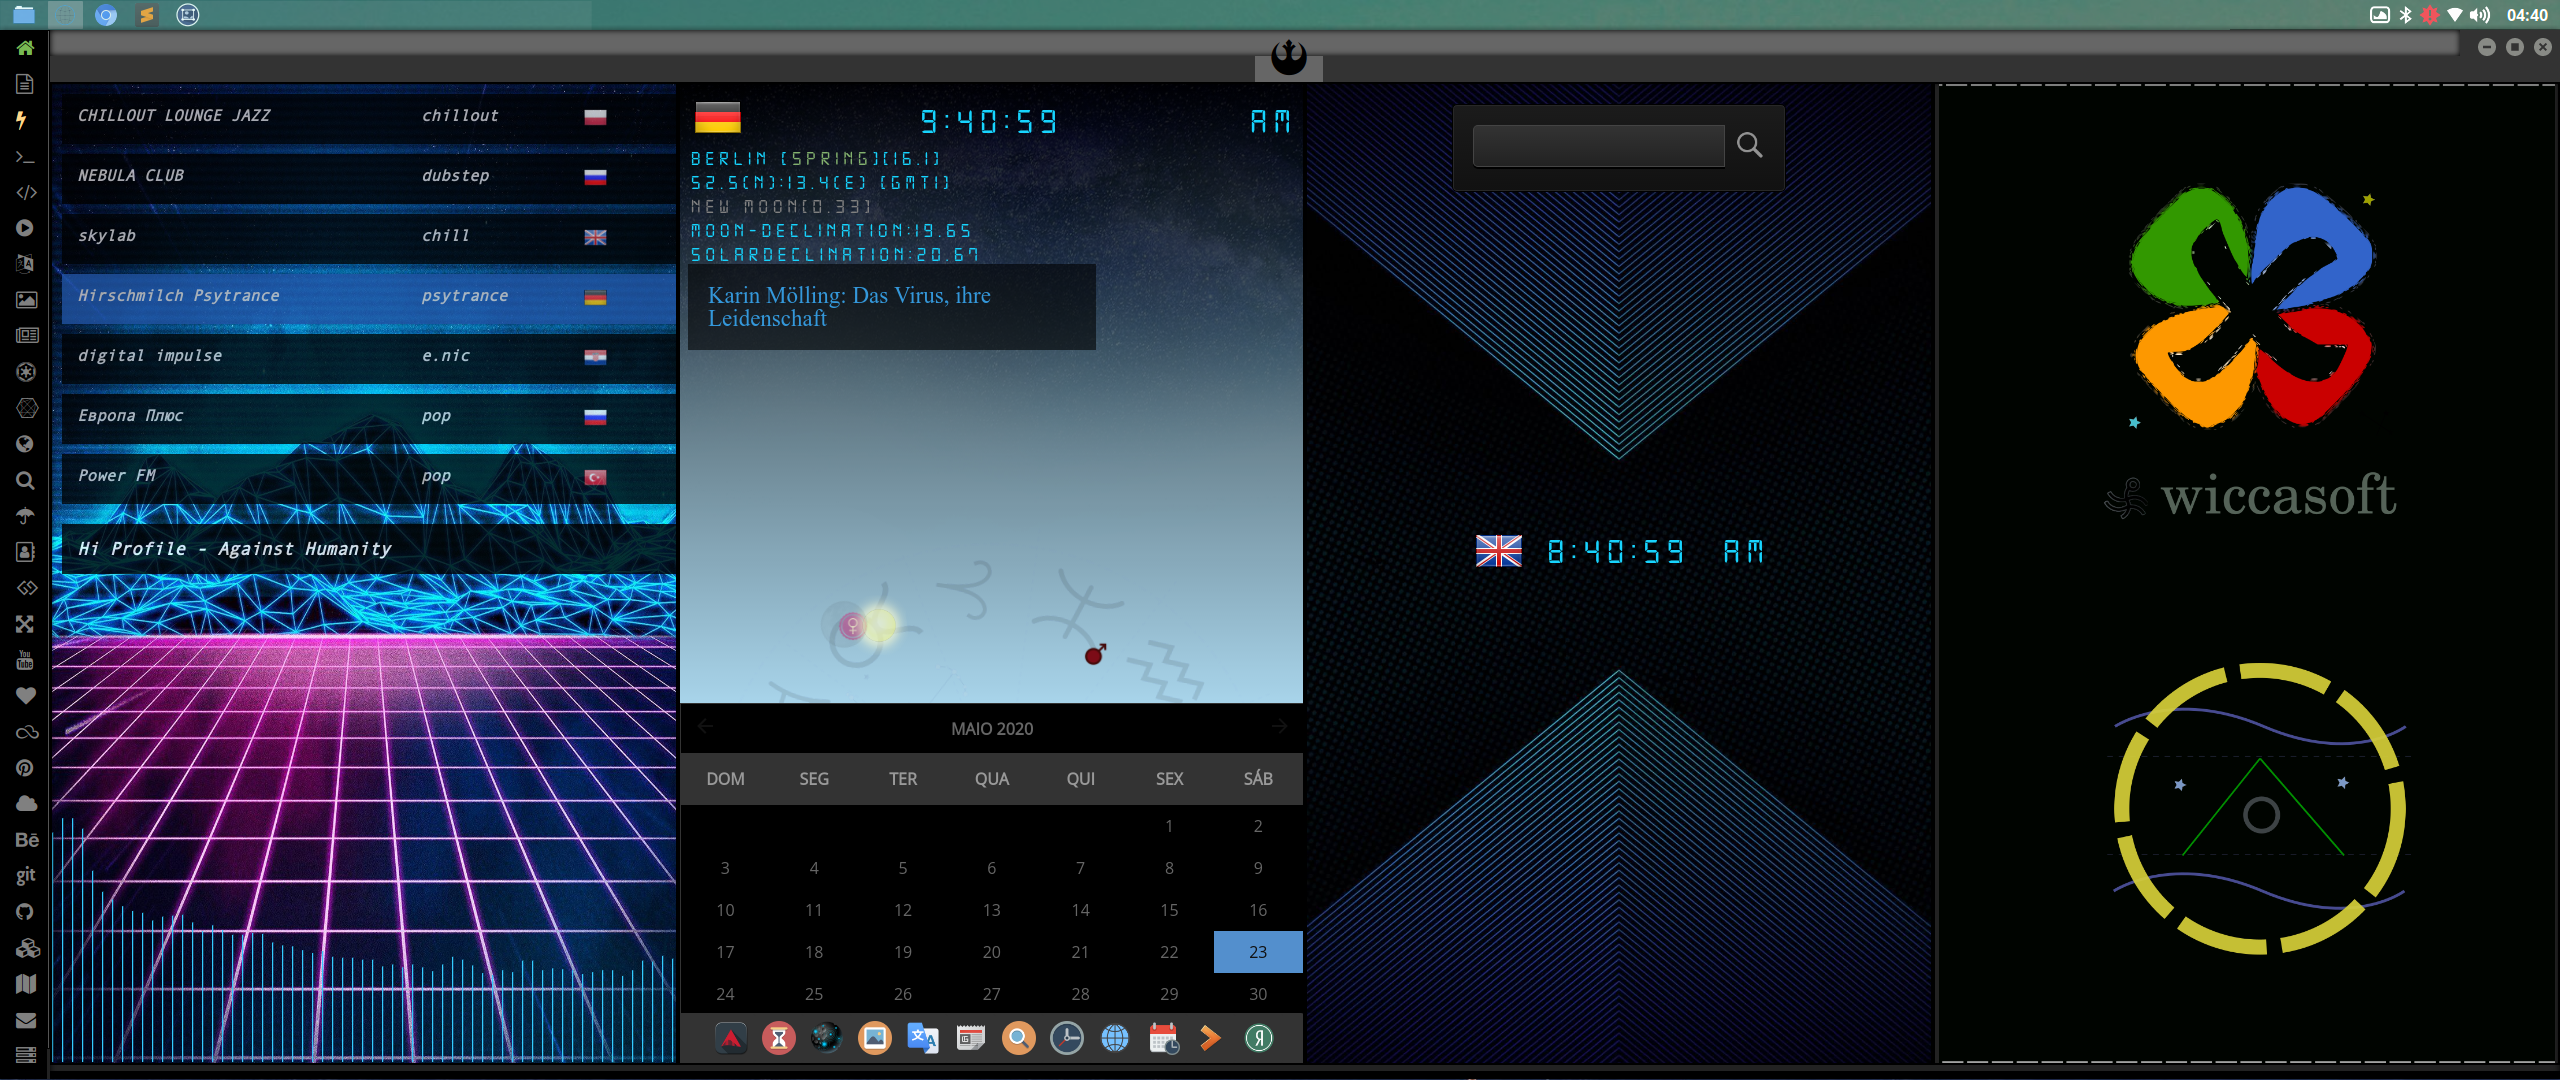 04:40
CHILLOUT LOUNGE JAZZ chillout
NEBULA CLUB dubstep
skylab chill
Hirschmilch Psytrance psytrance
digital impulse e.nic
Европа Плюс pop
Power FM pop
Hi Profile - Against Humanity
You
Tube
Bē
git
9:40:59 AM
BERLIN [SPRING][16.1]
52.5(N):13.4(E) [GMT1]
NEW MOON[0.33]
MOON-DECLINATION:19.65
SOLARDECLINATION:20.67
Karin Mölling: Das Virus, ihre
Leidenschaft
MAIO 2020
DOM SEG TER QUA QUI SEX SÁB
1 2
3 4 5 6 7 8 9
10 11 12 13 14 15 16
17 18 19 20 21 22 23
24 25 26 27 28 29 30
8:40:59 AM
wiccasoft